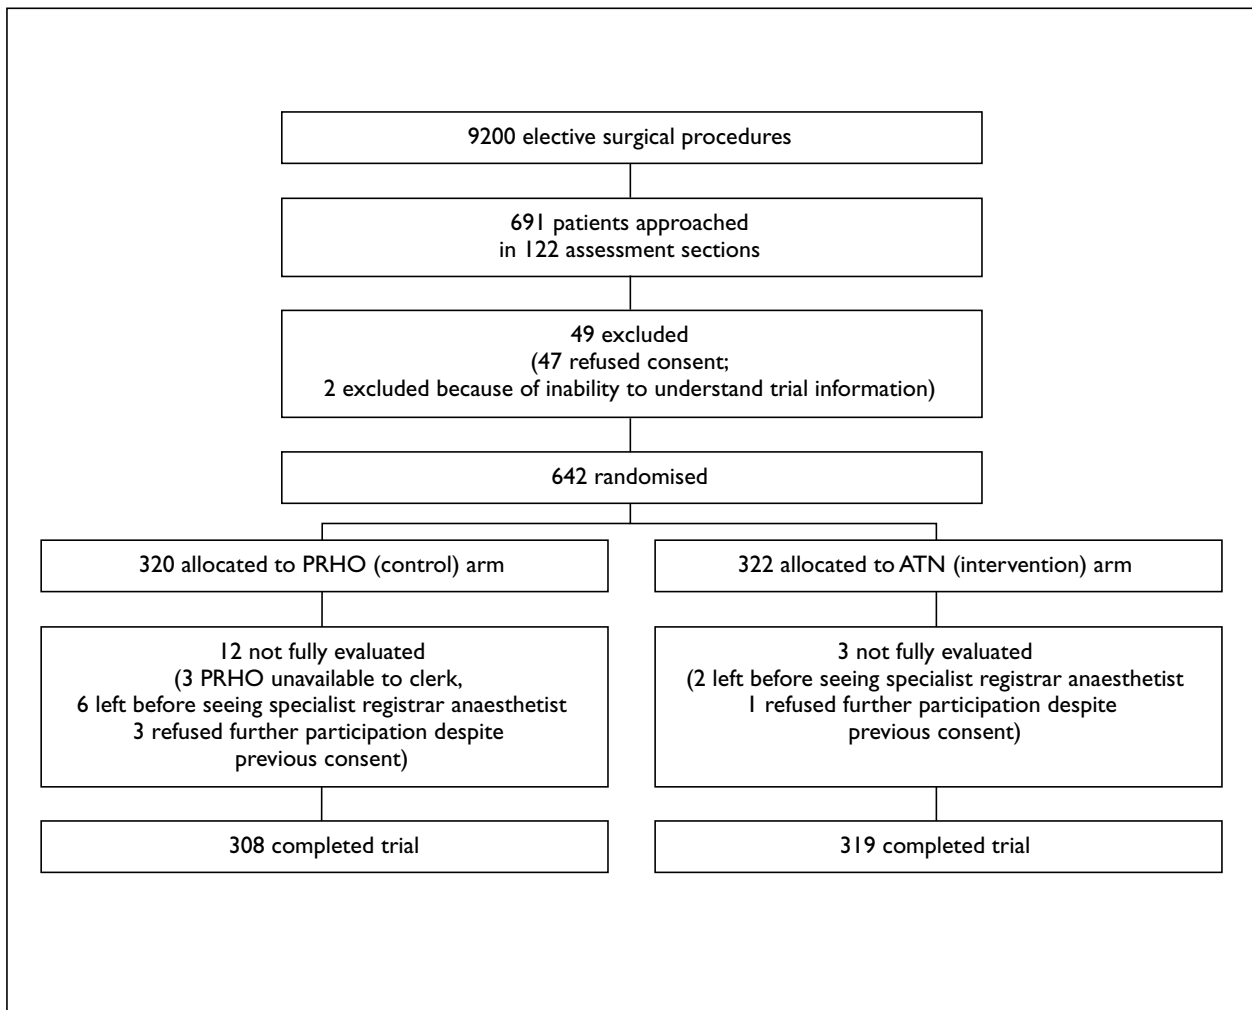 9200 elective surgical procedures
691 patients approached
in 122 assessment sections
49 excluded
(47 refused consent;
2 excluded because of inability to understand trial information)
642 randomised
320 allocated to PRHO (control) arm
322 allocated to ATN (intervention) arm
12 not fully evaluated
(3 PRHO unavailable to clerk,
6 left before seeing specialist registrar anaesthetist
3 refused further participation despite
previous consent)
3 not fully evaluated
(2 left before seeing specialist registrar anaesthetist
1 refused further participation despite
previous consent)
308 completed trial
319 completed trial